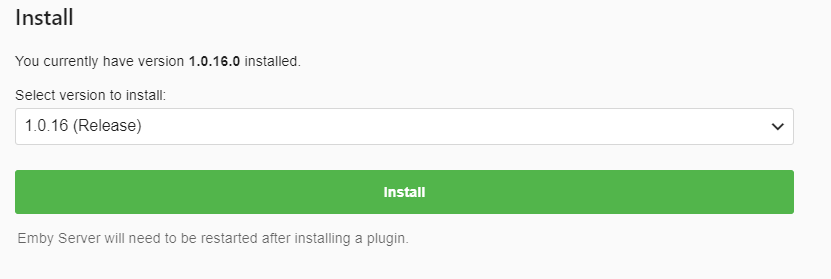 Install
You currently have version 1.0.16.0 installed.
Select version to install:
1.0.16 (Release)
Install
Emby Server will need to be restarted after installing a plugin.